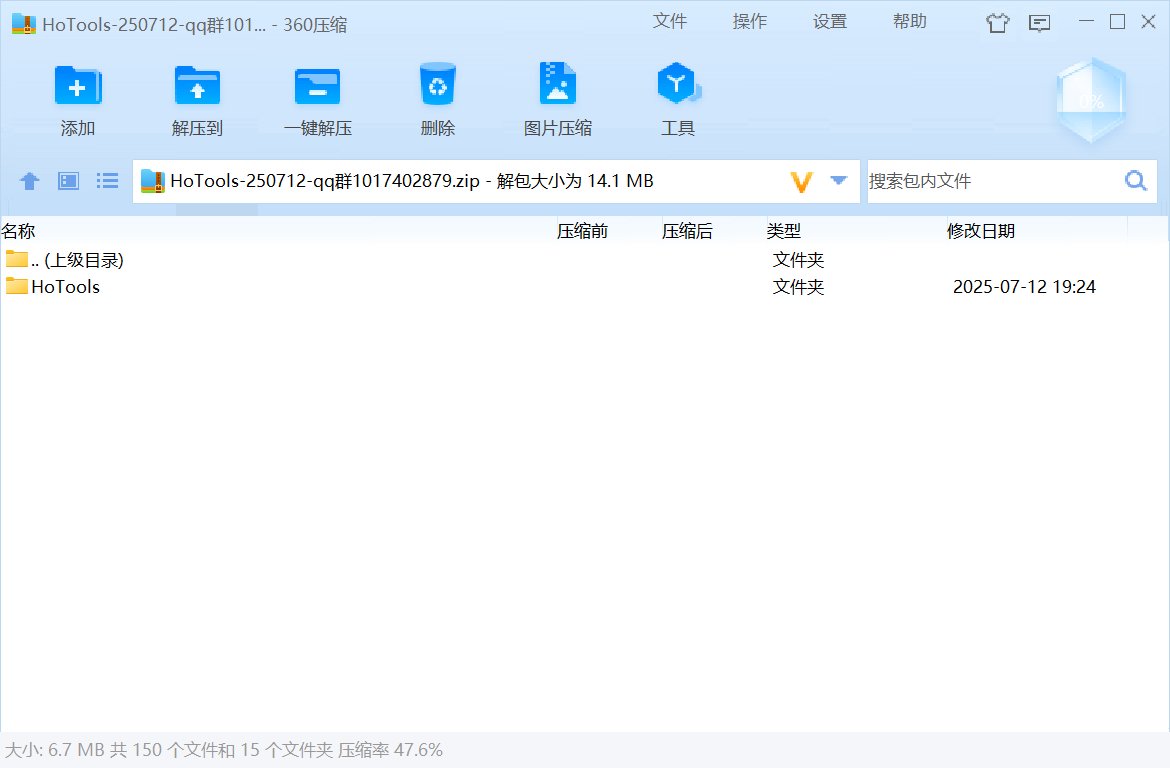 HoTools-250712-qq群101... - 360压缩
文件 操作 设置 帮助
添加 解压到 一键解压 删除 图片压缩 工具
0%
HoTools-250712-qq群1017402879.zip - 解包大小为 14.1 MB
搜索包内文件
名称 压缩前 压缩后 类型 修改日期
.. (上级目录) 文件夹
HoTools 文件夹 2025-07-12 19:24
大小: 6.7 MB 共 150 个文件和 15 个文件夹 压缩率 47.6%